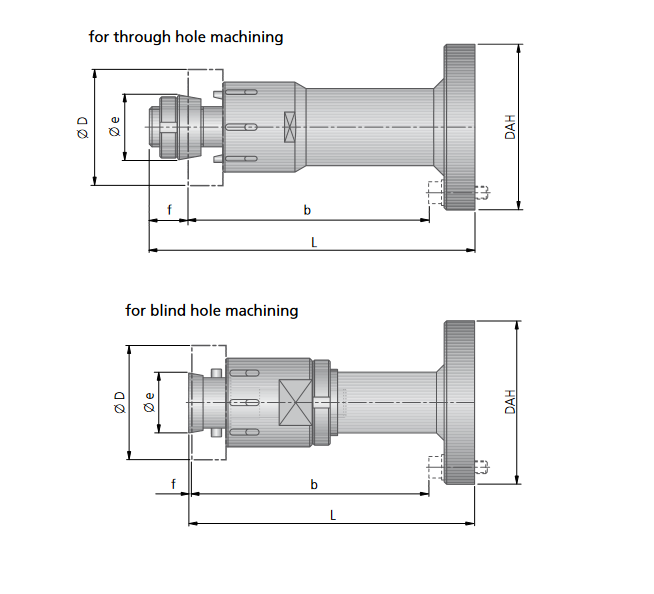 for through hole machining
Ø D
Ø e
DAH
f
b
L
for blind hole machining
Ø D
Ø e
DAH
f
b
L